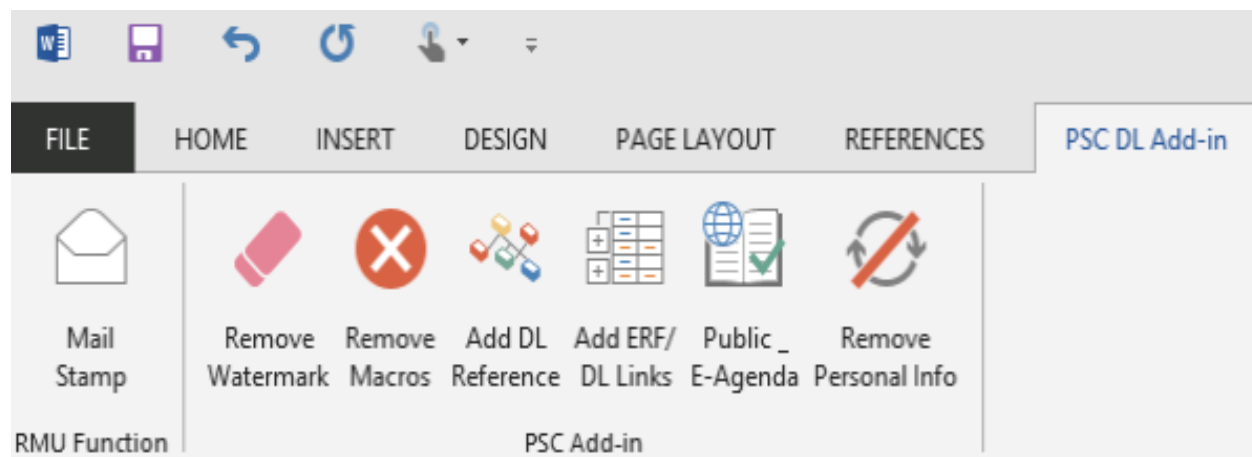 FILE HOME INSERT DESIGN PAGE LAYOUT REFERENCES PSC DL Add-in
Mail Remove Remove Add DL Add ERF/ Public _ Remove
Stamp Watermark Macros Reference DL Links E-Agenda Personal Info
RMU Function PSC Add-in